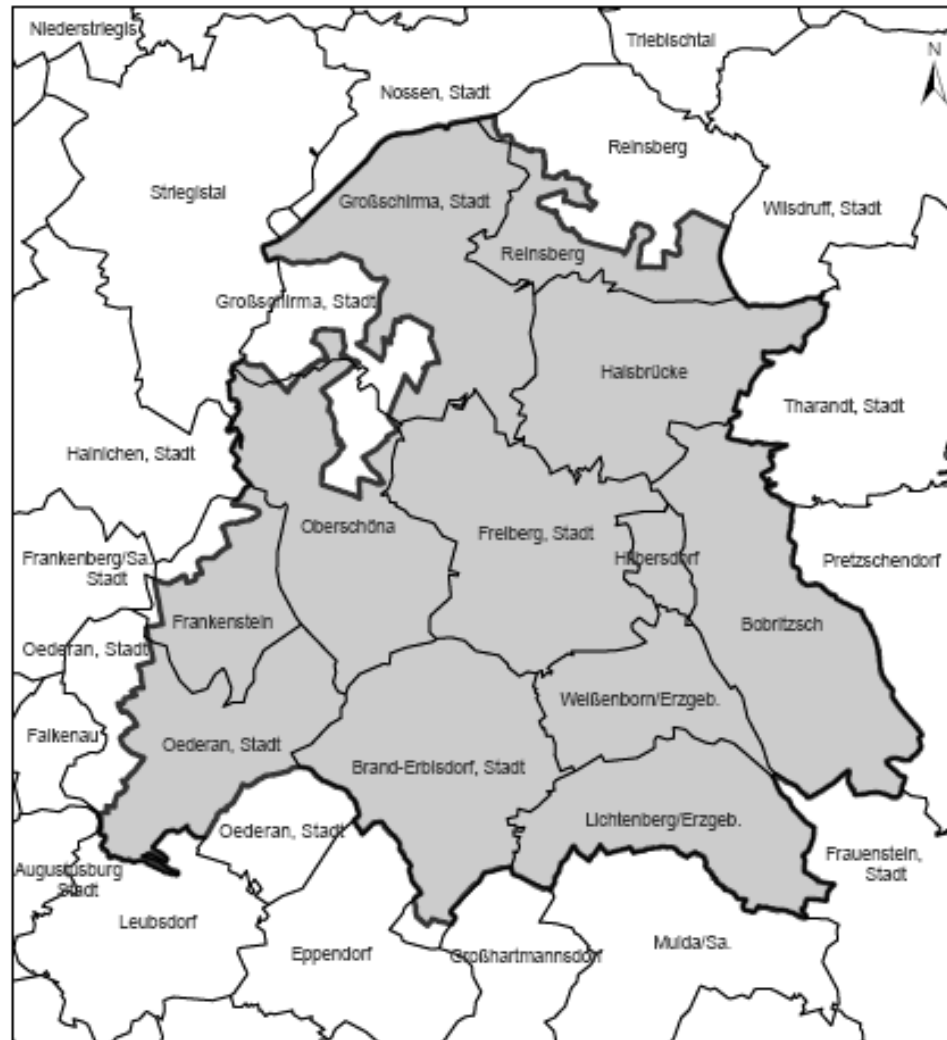 Niederstriegis
Triebischtal
N
Nossen, Stadt
Reinsberg
Striegistal
Großschirma, Stadt
Wilsdruff, Stadt
Reinsberg
Großschirma, Stadt
Halsbrücke
Tharandt, Stadt
Hainichen, Stadt
Oberschöna
Freiberg, Stadt
Frankenberg/Sa.
Stadt
Hilbersdorf
Pretzschendorf
Frankenstein
Bobritzsch
Oederan, Stadt
Weißenborn/Erzgeb.
Falkenau
Oederan, Stadt
Brand-Erbisdorf, Stadt
Lichtenberg/Erzgeb.
Oederan, Stadt
Frauenstein,
Stadt
Augustusburg
Stadt
Leubsdorf
Mulda/Sa.
Eppendorf
Großhartmannsdorf